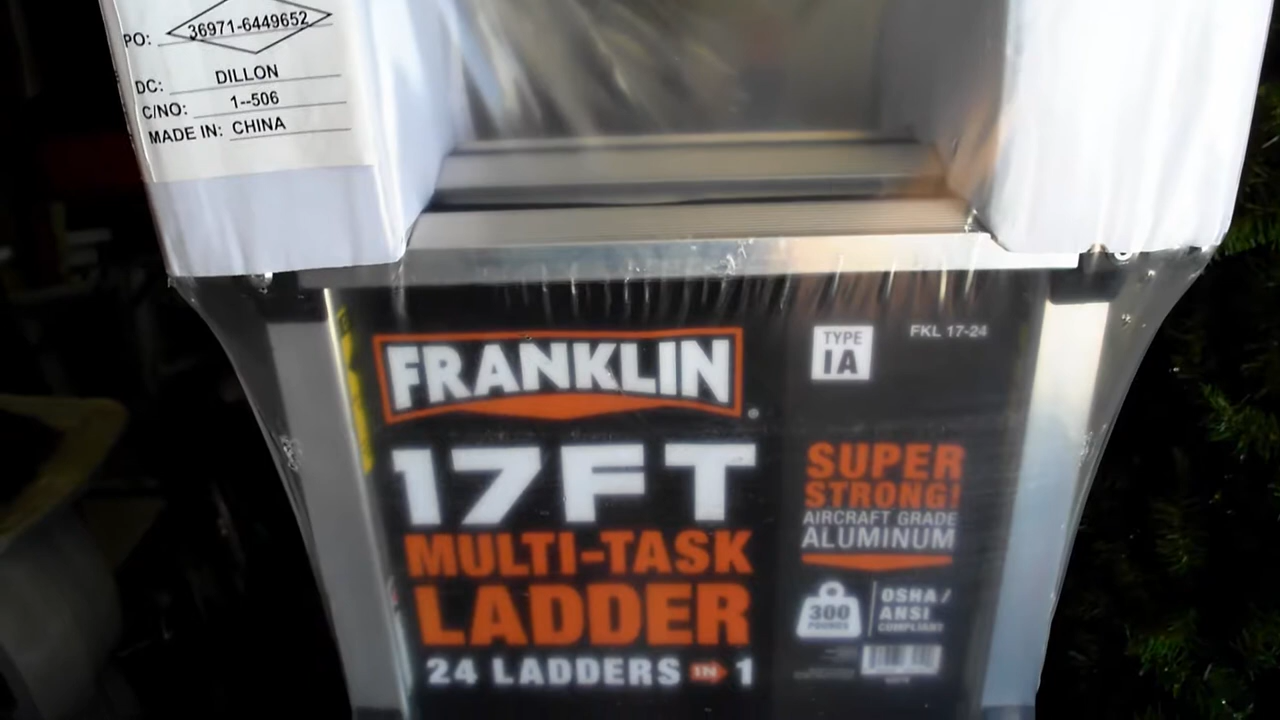 PO: 36971-6449652
DC: DILLON
C/NO: 1--506
MADE IN: CHINA
FRANKLIN
17FT
MULTI-TASK
LADDER
24 LADDERS IN 1
TYPE
IA
FKL 17-24
SUPER
STRONG!
AIRCRAFT GRADE
ALUMINUM
300
POUNDS
OSHA/
ANSI
COMPLIANT